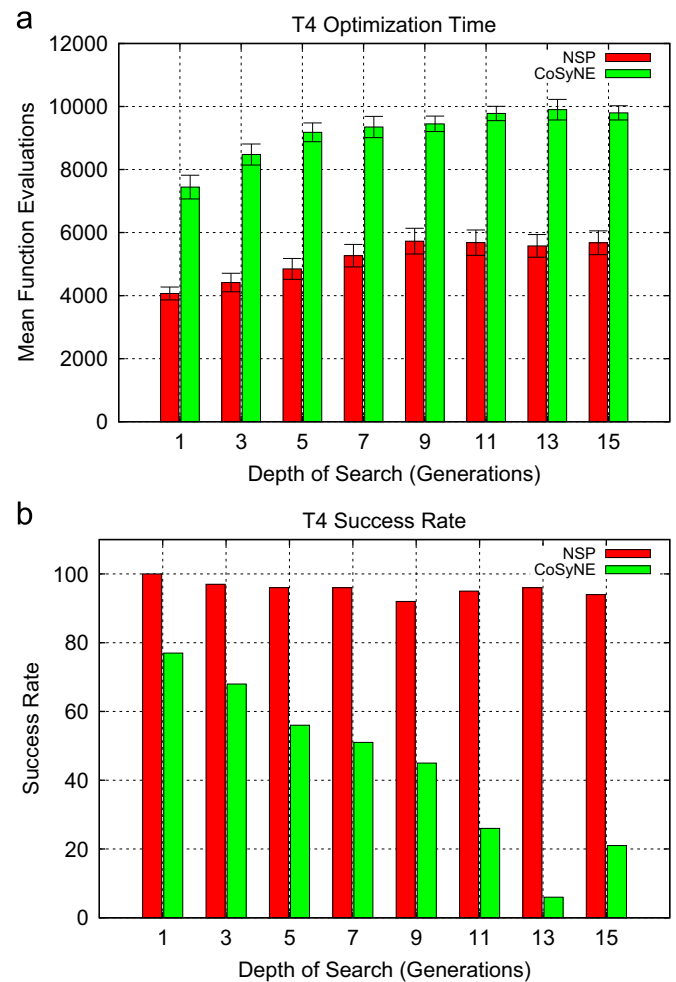 a
T4 Optimization Time
12000
10000
8000
6000
4000
2000
0
Mean Function Evaluations
NSP
CoSyNE
1 3 5 7 9 11 13 15
Depth of Search (Generations)
b
T4 Success Rate
100
80
60
40
20
0
Success Rate
NSP
CoSyNE
1 3 5 7 9 11 13 15
Depth of Search (Generations)